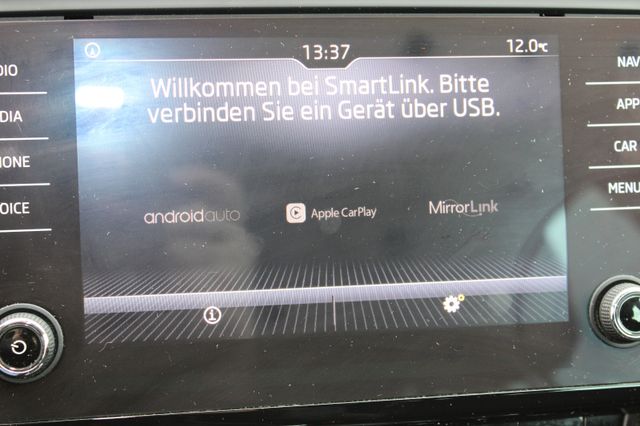 13:37
12.0°C
Willkommen bei SmartLink. Bitte
verbinden Sie ein Gerät über USB.
androidauto
Apple CarPlay
MirrorLink
DIO
DIA
HONE
OICE
NAV
APP
CAR
MENU